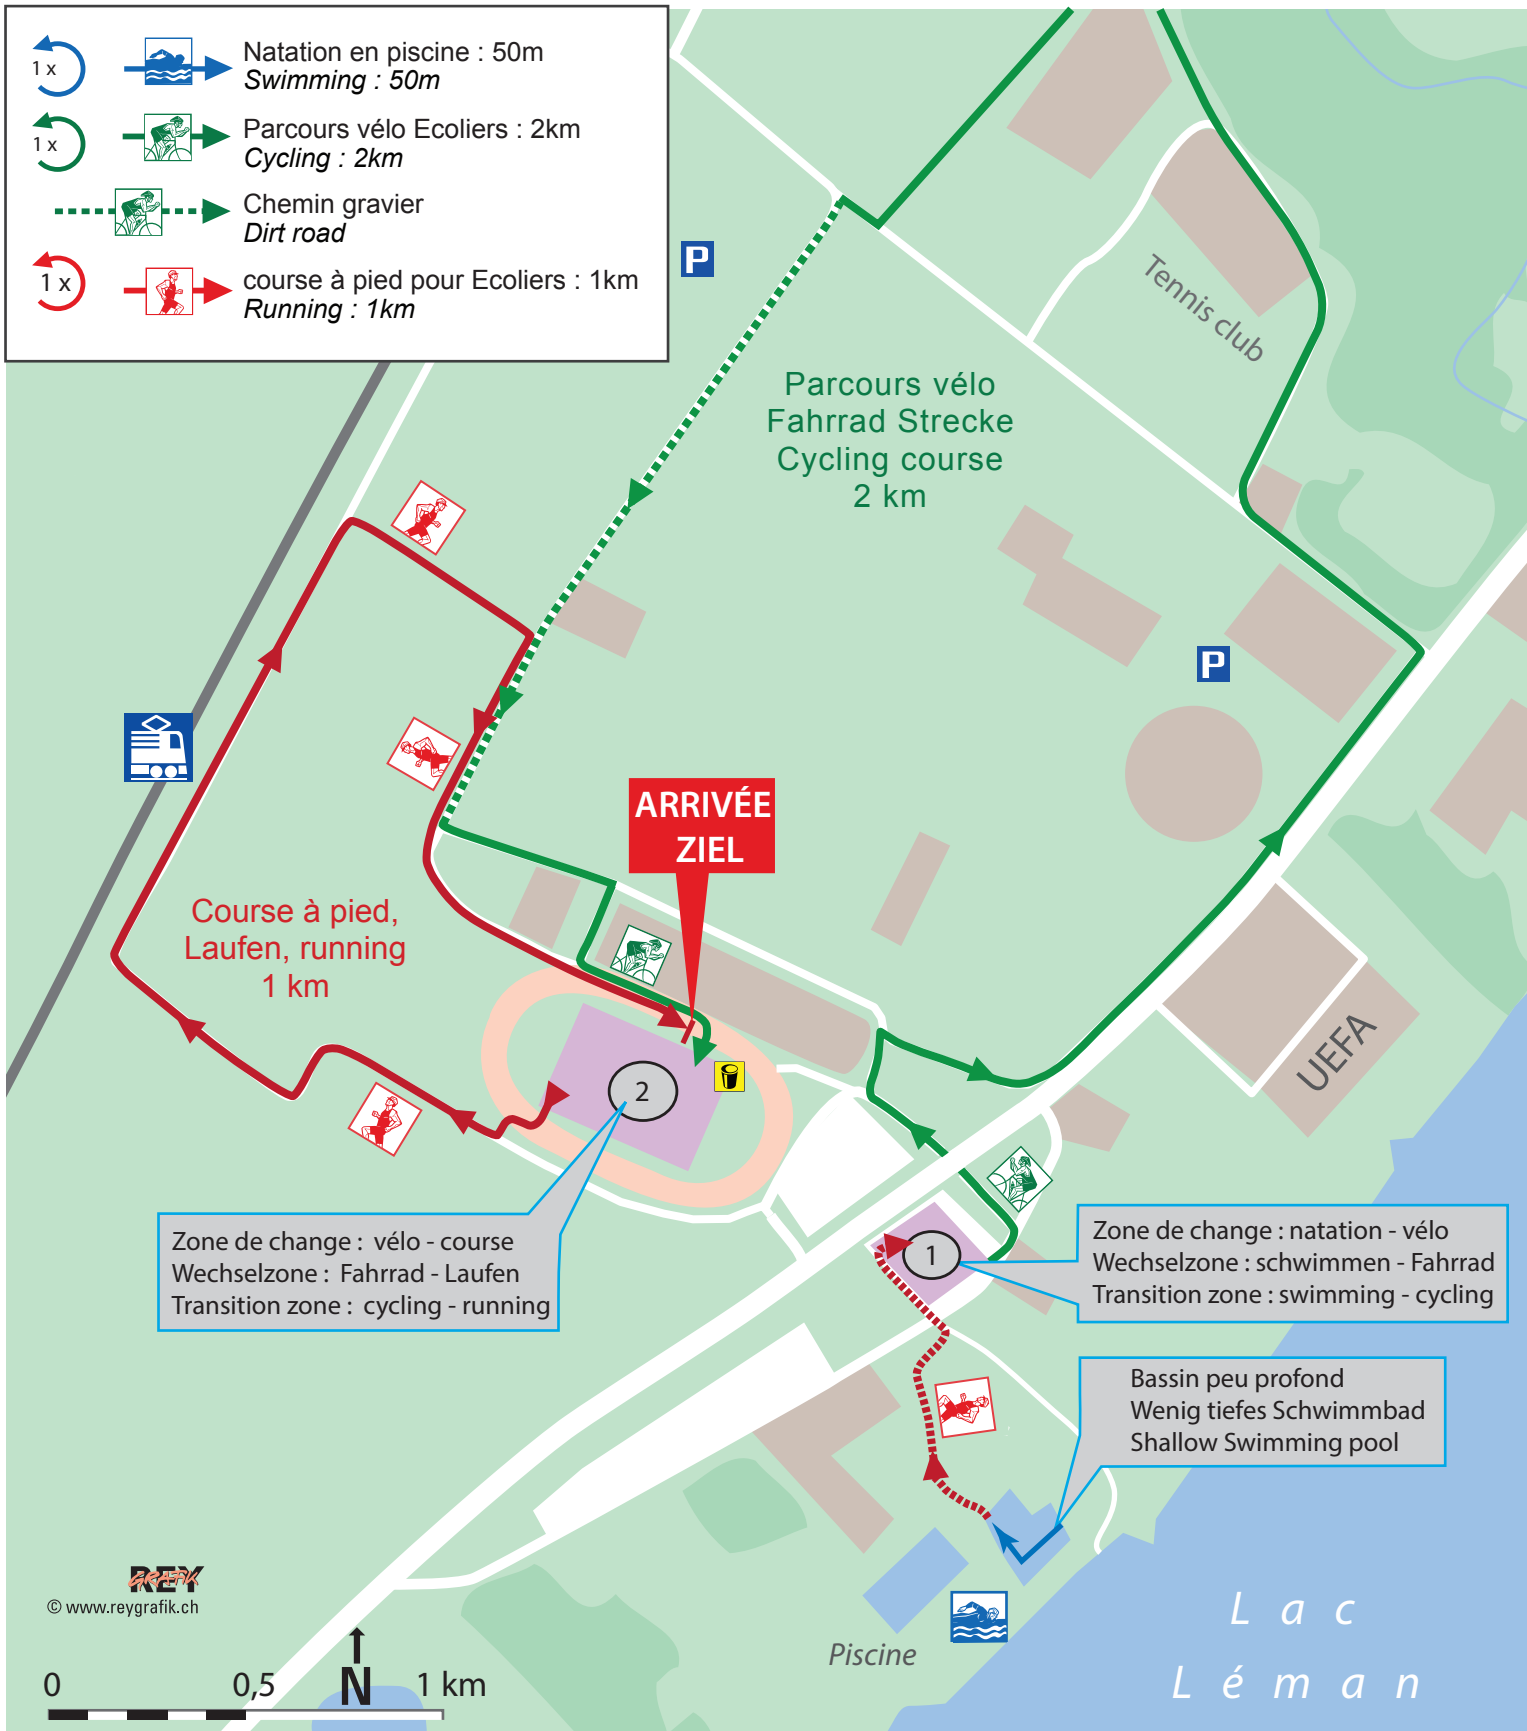 1 x
Natation en piscine : 50m
Swimming : 50m
1 x
Parcours vélo Ecoliers : 2km
Cycling : 2km
Chemin gravier
Dirt road
1 x
course à pied pour Ecoliers : 1km
Running : 1km
P
Tennis club
Parcours vélo
Fahrrad Strecke
Cycling course
2 km
P
ARRIVÉE
ZIEL
Course à pied,
Laufen, running
1 km
UEFA
2
Zone de change : vélo - course
Wechselzone : Fahrrad - Laufen
Transition zone : cycling - running
1
Zone de change : natation - vélo
Wechselzone : schwimmen - Fahrrad
Transition zone : swimming - cycling
Bassin peu profond
Wenig tiefes Schwimmbad
Shallow Swimming pool
REY
GRAFIK
© www.reygrafik.ch
Piscine
Lac
Léman
0 0,5 N 1 km